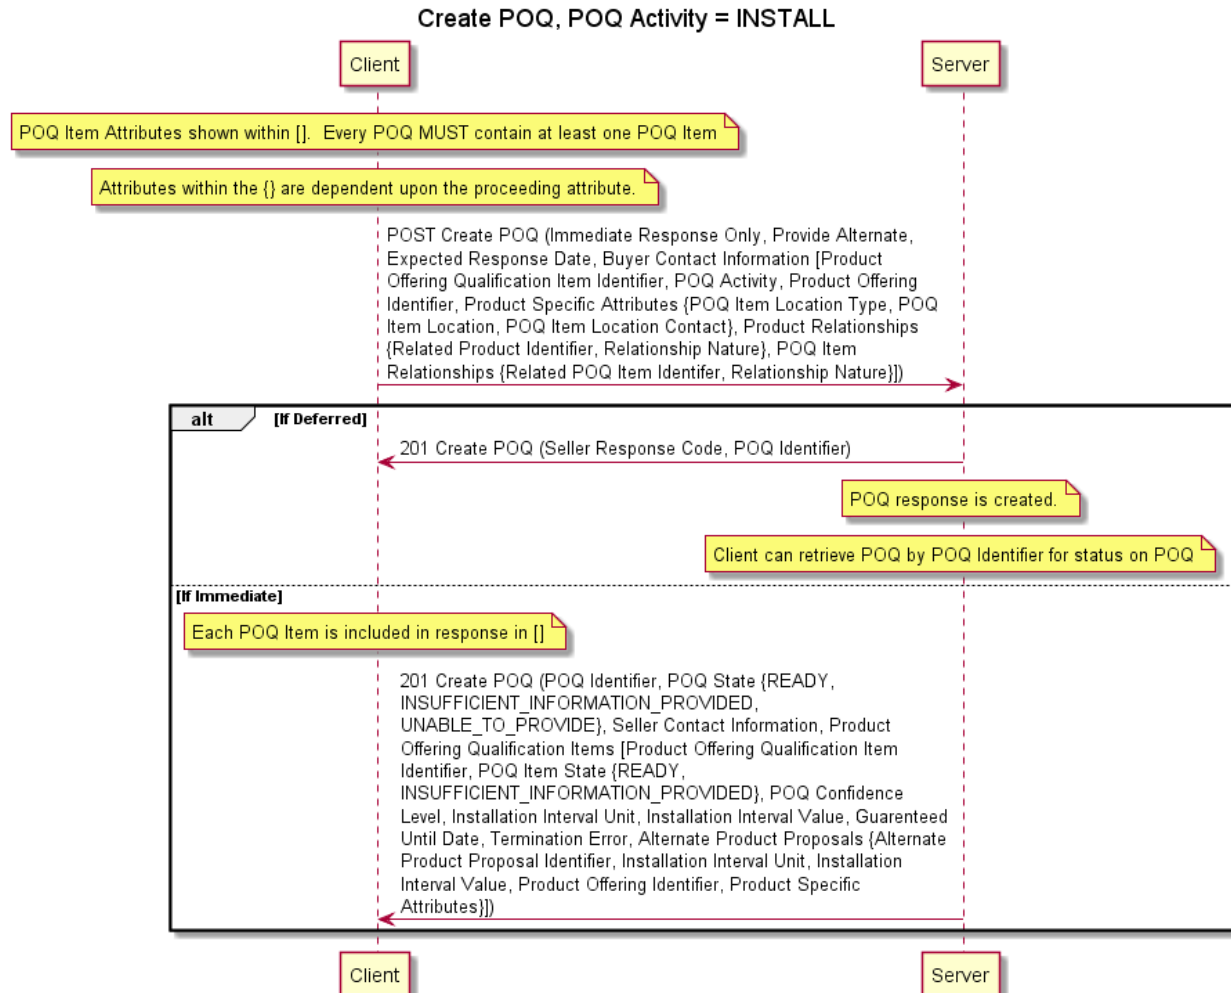 Create POQ, POQ Activity = INSTALL
Client
Server
POQ Item Attributes shown within []. Every POQ MUST contain at least one POQ Item
Attributes within the {} are dependent upon the proceeding attribute.
POST Create POQ (Immediate Response Only, Provide Alternate,
Expected Response Date, Buyer Contact Information [Product
Offering Qualification Item Identifier, POQ Activity, Product Offering
Identifier, Product Specific Attributes {POQ Item Location Type, POQ
Item Location, POQ Item Location Contact}, Product Relationships
{Related Product Identifier, Relationship Nature}, POQ Item
Relationships {Related POQ Item Identifer, Relationship Nature}])
alt
[If Deferred]
201 Create POQ (Seller Response Code, POQ Identifier)
POQ response is created.
Client can retrieve POQ by POQ Identifier for status on POQ
[If Immediate]
Each POQ Item is included in response in []
201 Create POQ (POQ Identifier, POQ State {READY,
INSUFFICIENT_INFORMATION_PROVIDED,
UNABLE_TO_PROVIDE}, Seller Contact Information, Product
Offering Qualification Items [Product Offering Qualification Item
Identifier, POQ Item State {READY,
INSUFFICIENT_INFORMATION_PROVIDED}, POQ Confidence
Level, Installation Interval Unit, Installation Interval Value, Guarenteed
Until Date, Termination Error, Alternate Product Proposals {Alternate
Product Proposal Identifier, Installation Interval Unit, Installation
Interval Value, Product Offering Identifier, Product Specific
Attributes}])
Client
Server